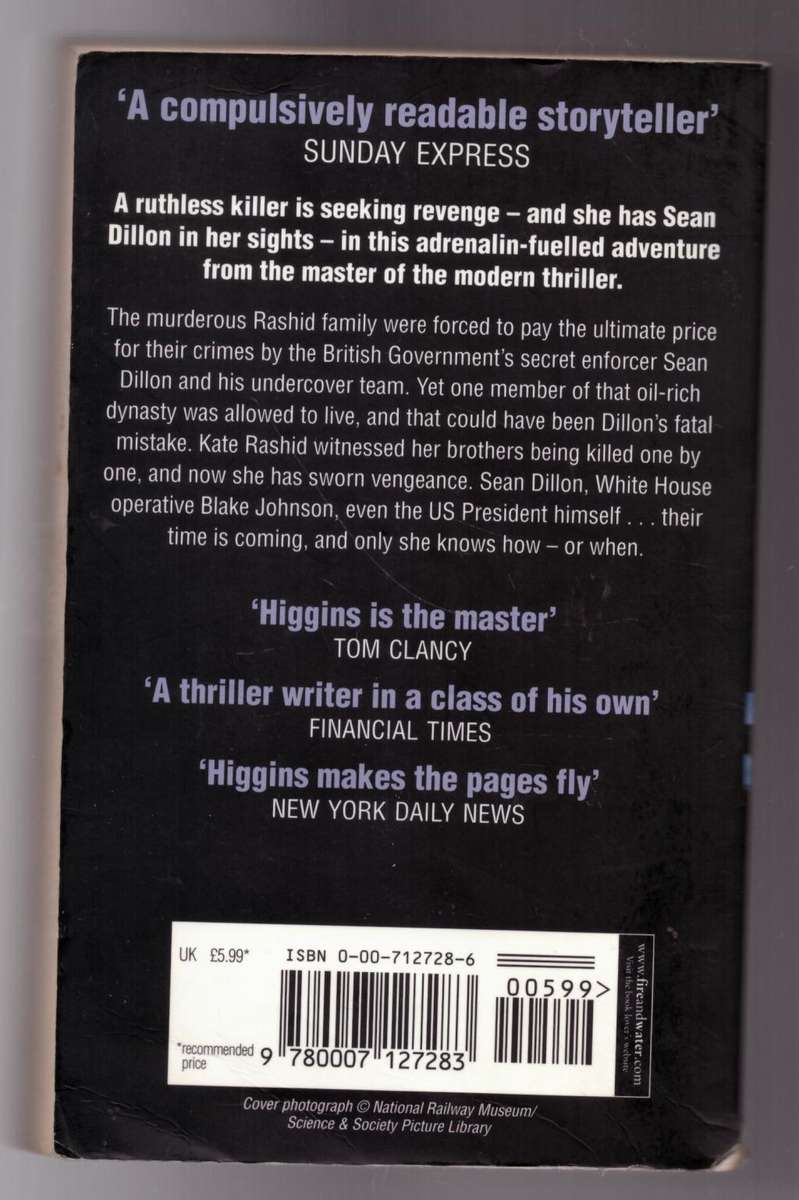 ‘A compulsively readable storyteller’
SUNDAY EXPRESS
A ruthless killer is seeking revenge – and she has Sean
Dillon in her sights – in this adrenalin-fuelled adventure
from the master of the modern thriller.
The murderous Rashid family were forced to pay the ultimate price
for their crimes by the British Government’s secret enforcer Sean
Dillon and his undercover team. Yet one member of that oil-rich
dynasty was allowed to live, and that could have been Dillon’s fatal
mistake. Kate Rashid witnessed her brothers being killed one by
one, and now she has sworn vengeance. Sean Dillon, White House
operative Blake Johnson, even the US President himself . . . their
time is coming, and only she knows how – or when.
‘Higgins is the master’
TOM CLANCY
‘A thriller writer in a class of his own’
FINANCIAL TIMES
‘Higgins makes the pages fly’
NEW YORK DAILY NEWS
UK £5.99*
ISBN 0-00-712728-6
00599>
*recommended
price
9 780007 127283
www.fireandwater.com
Visit the book lover’s website
Cover photograph © National Railway Museum/
Science & Society Picture Library